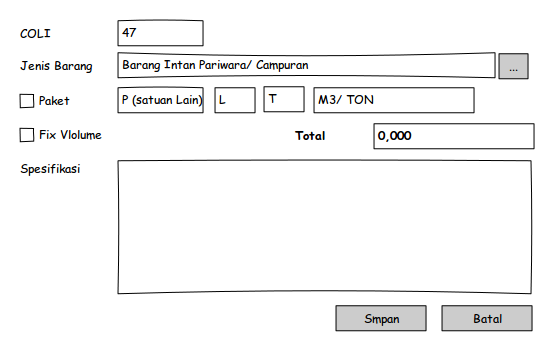 COLI 47
Jenis Barang Barang Intan Pariwara/ Campuran ...
Paket P (satuan Lain) L T M3/ TON
Fix Vlolume Total 0,000
Spesifikasi
Smpan Batal